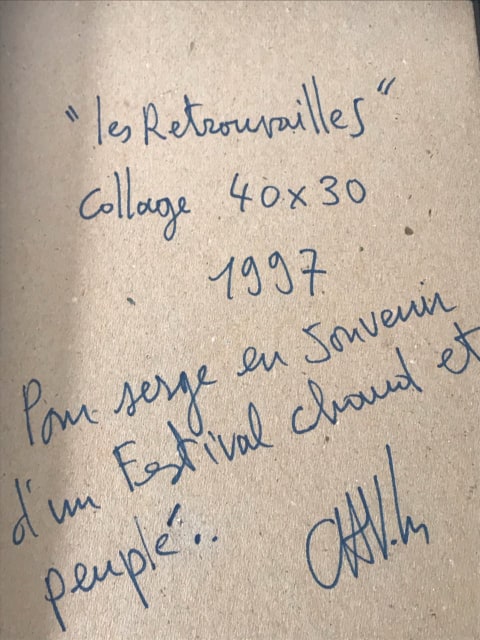 "les Retrouvailles"
Collage 40x30
1997
Pour serge en souvenir
d'un Festival chaud et
peuplé..